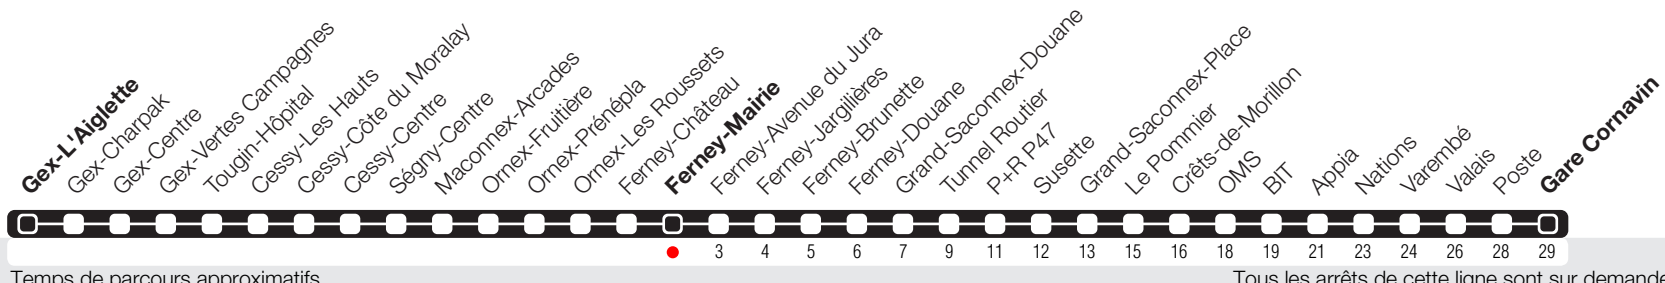 Gex-L'Aiglette
Gex-Charpak
Gex-Centre
Gex-Vertes Campagnes
Tougin-Hôpital
Cessy-Les Hauts
Cessy-Côte du Moralay
Cessy-Centre
Ségny-Centre
Maconnex-Arcades
Ornex-Fruitière
Ornex-Prénépla
Ornex-Les Roussets
Ferney-Château
Ferney-Mairie
Ferney-Avenue du Jura
Ferney-Jargilières
Ferney-Brunette
Ferney-Douane
Grand-Saconnex-Douane
Tunnel Routier
P+R P47
Susette
Grand-Saconnex-Place
Le Pommier
Crêts-de-Morillon
OMS
BIT
Appia
Nations
Varembé
Valais
Poste
Gare Cornavin
3 4 5 6 7 9 11 12 13 15 16 18 19 21 23 24 26 28 29
Temps de parcours approximatifs
Tous les arrêts de cette ligne sont sur demande